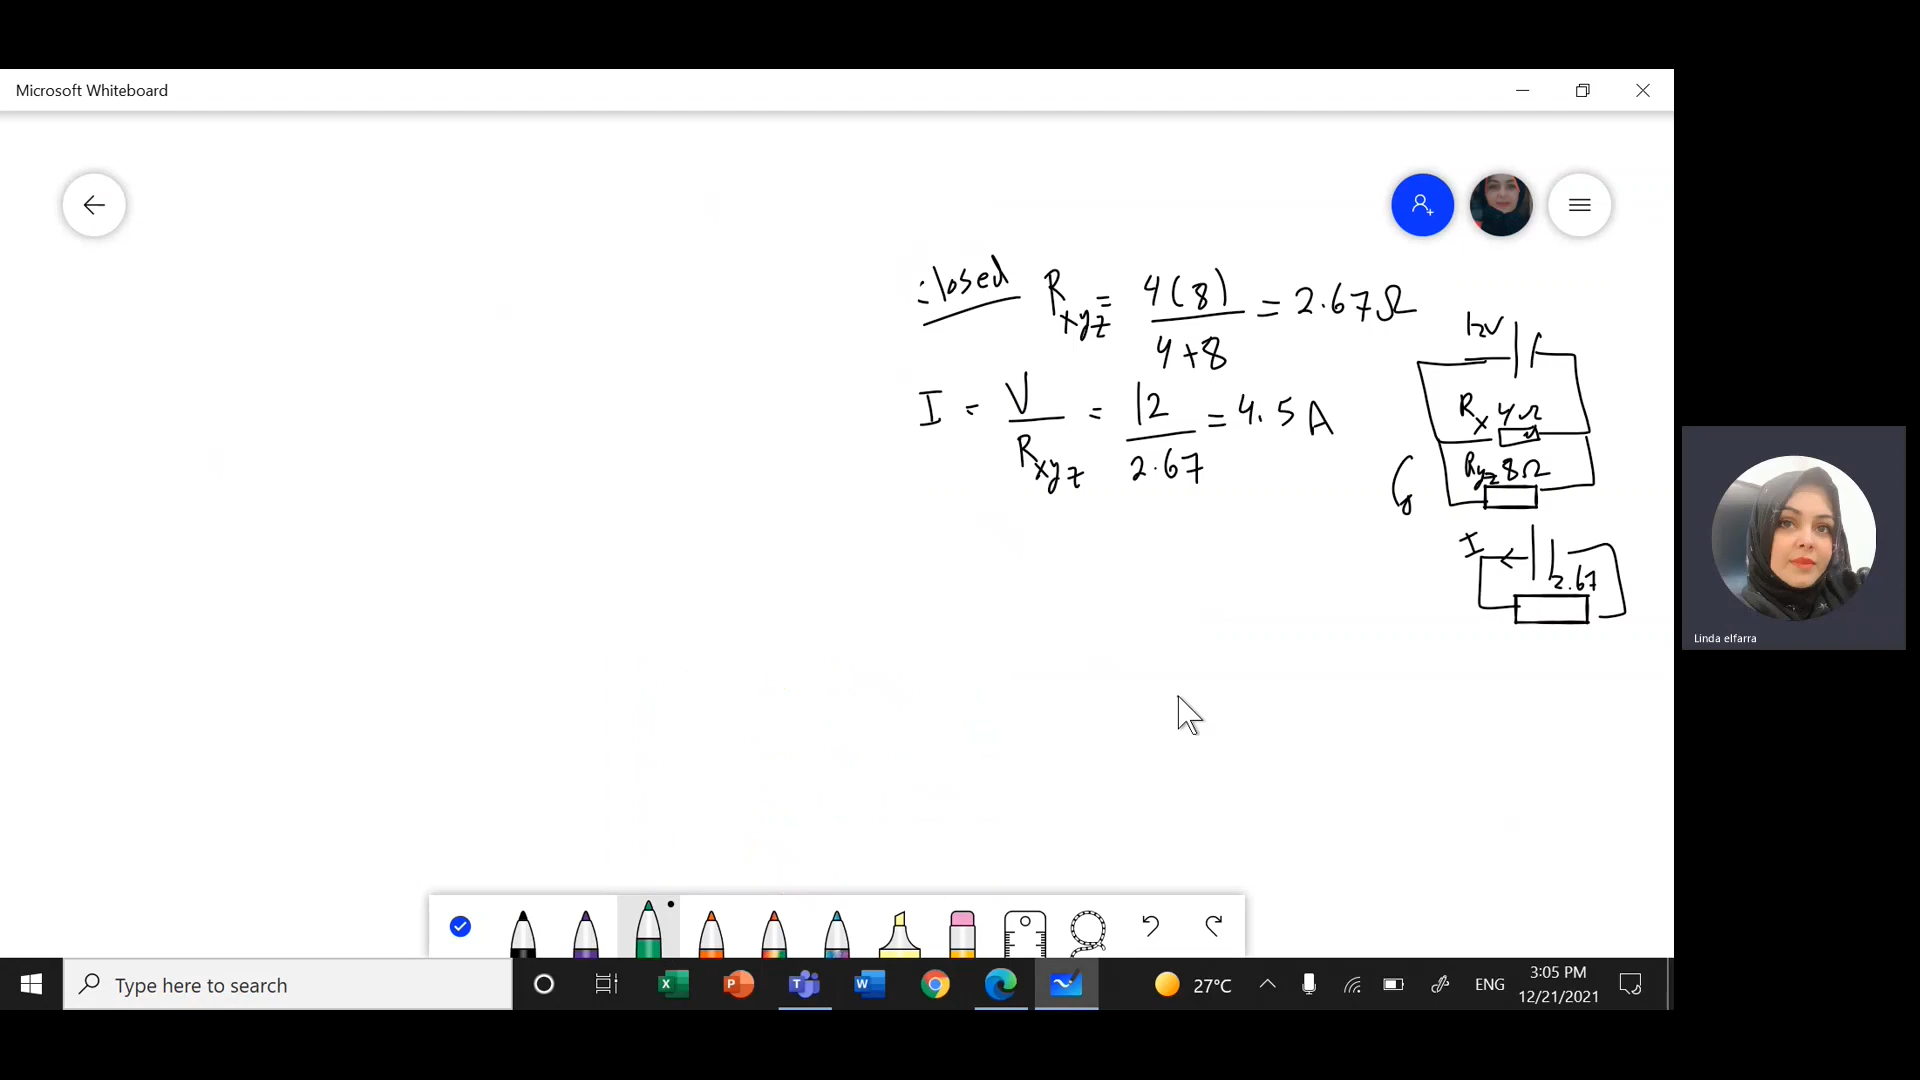 Microsoft Whiteboard
closed R_xyz = 4(8) / 4+8 = 2.67Ω
I = V / R_xyz = 12 / 2.67 = 4.5 A
12V
R_x 4Ω
R_yz 8Ω
I
2.67
Linda elfarra
Type here to search
27°C
ENG
3:05 PM
12/21/2021